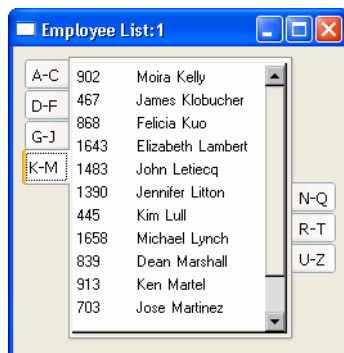 Employee List:1
A-C
D-F
G-J
K-M
902 Moira Kelly
467 James Klobucher
868 Felicia Kuo
1643 Elizabeth Lambert
1483 John Letiecq
1390 Jennifer Litton
445 Kim Lull
1658 Michael Lynch
839 Dean Marshall
913 Ken Martel
703 Jose Martinez
N-Q
R-T
U-Z